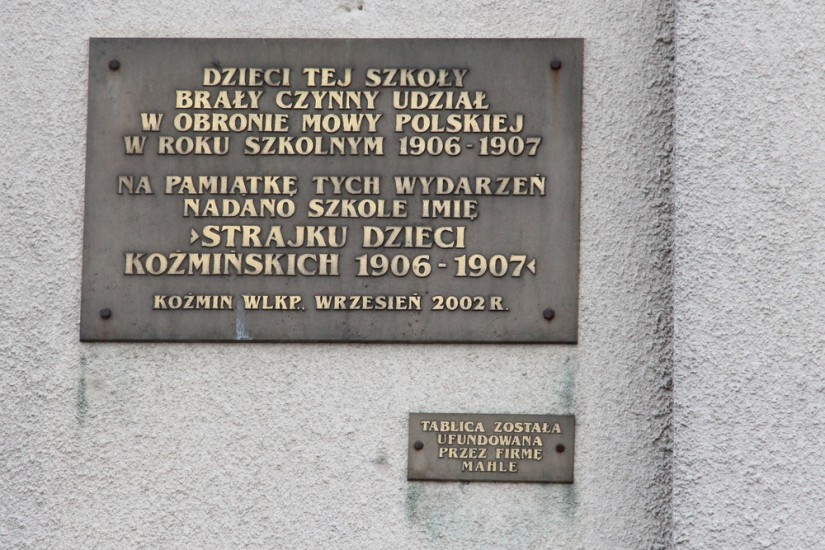 DZIECI TEJ SZKOŁY
BRAŁY CZYNNY UDZIAŁ
W OBRONIE MOWY POLSKIEJ
W ROKU SZKOLNYM 1906-1907
NA PAMIĄTKĘ TYCH WYDARZEŃ
NADANO SZKOLE IMIĘ
›STRAJKU DZIECI
KOŹMIŃSKICH 1906-1907‹
KOŹMIN WLKP., WRZESIEŃ 2002 R.
TABLICA ZOSTAŁA
UFUNDOWANA
PRZEZ FIRMĘ
MAHLE